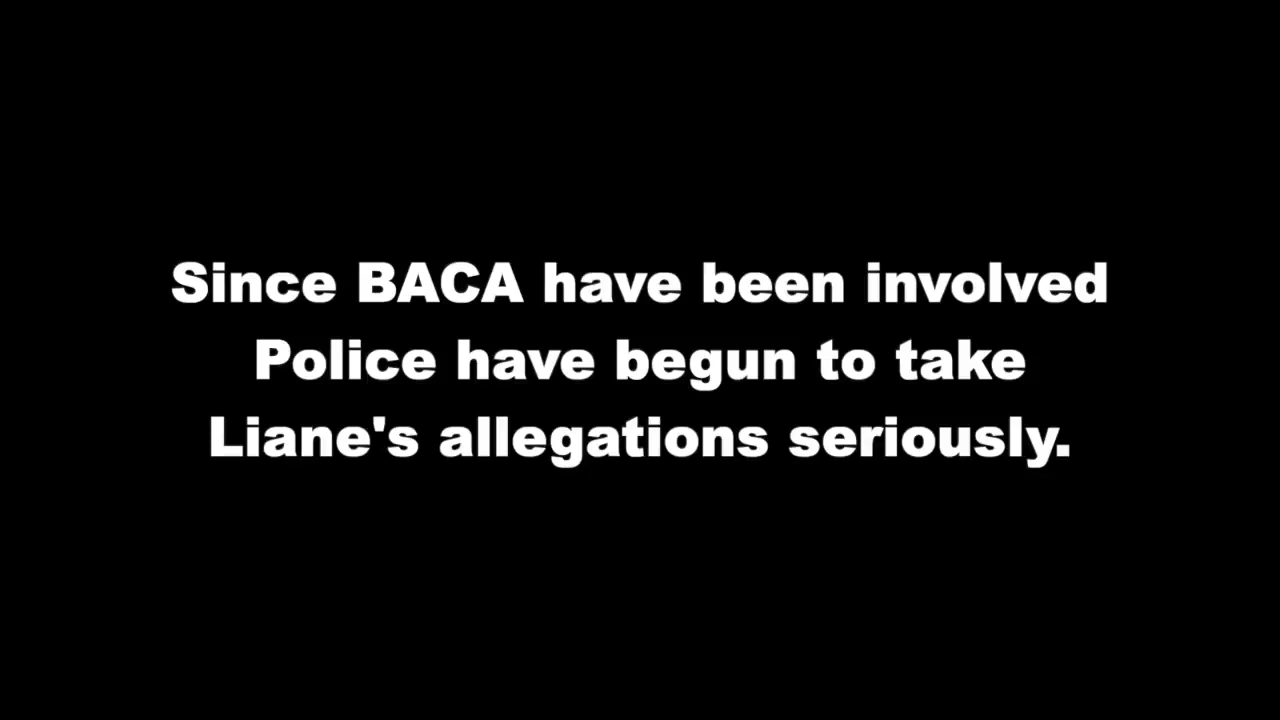 Since BACA have been involved
Police have begun to take
Liane's allegations seriously.